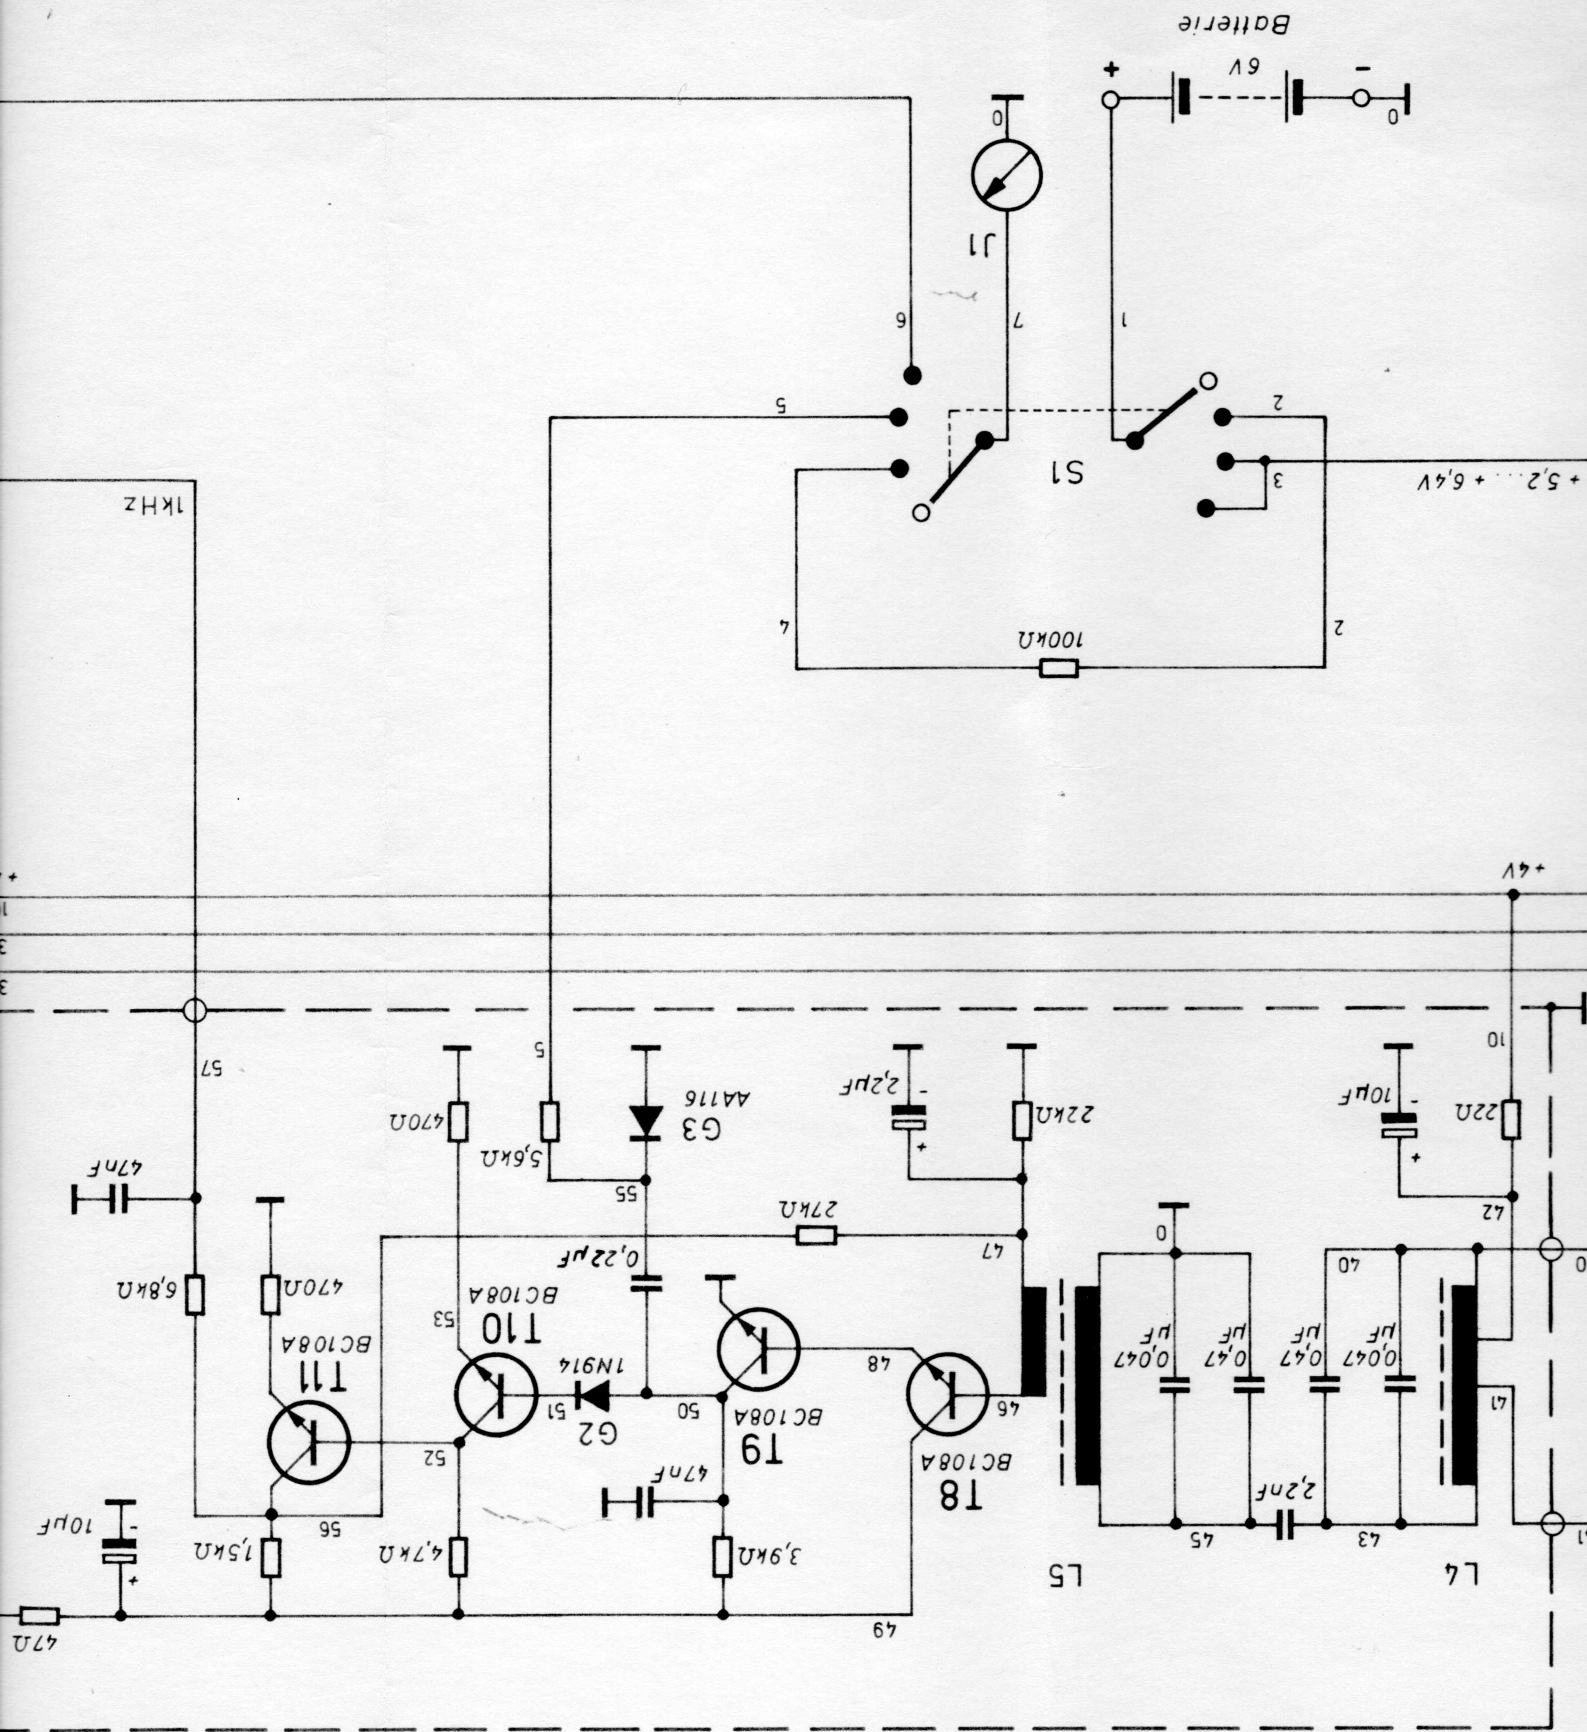 49
47Ω
L4
L5
+
3,9kΩ
4,7kΩ
1,5kΩ
10µF
-
43
45
56
2,2nF
T8
BC108A
47nF
T9
BC108A
52
G2
1N914
41
46
50
51
T11
BC108A
0,047
µF
0,47
µF
0,47
µF
0,047
µF
48
T10
BC108A
53
470Ω
6,8kΩ
40
0,22µF
47
0
42
27kΩ
55
47nF
+
+
5,6kΩ
22Ω
10µF
-
22kΩ
2,2µF
-
G3
AA116
470Ω
57
10
5
+4V
2
100kΩ
4
+5,2...+6,4V
3
S1
1kHz
2
5
1
7
6
J1
0
0
-
6V
+
Batterie